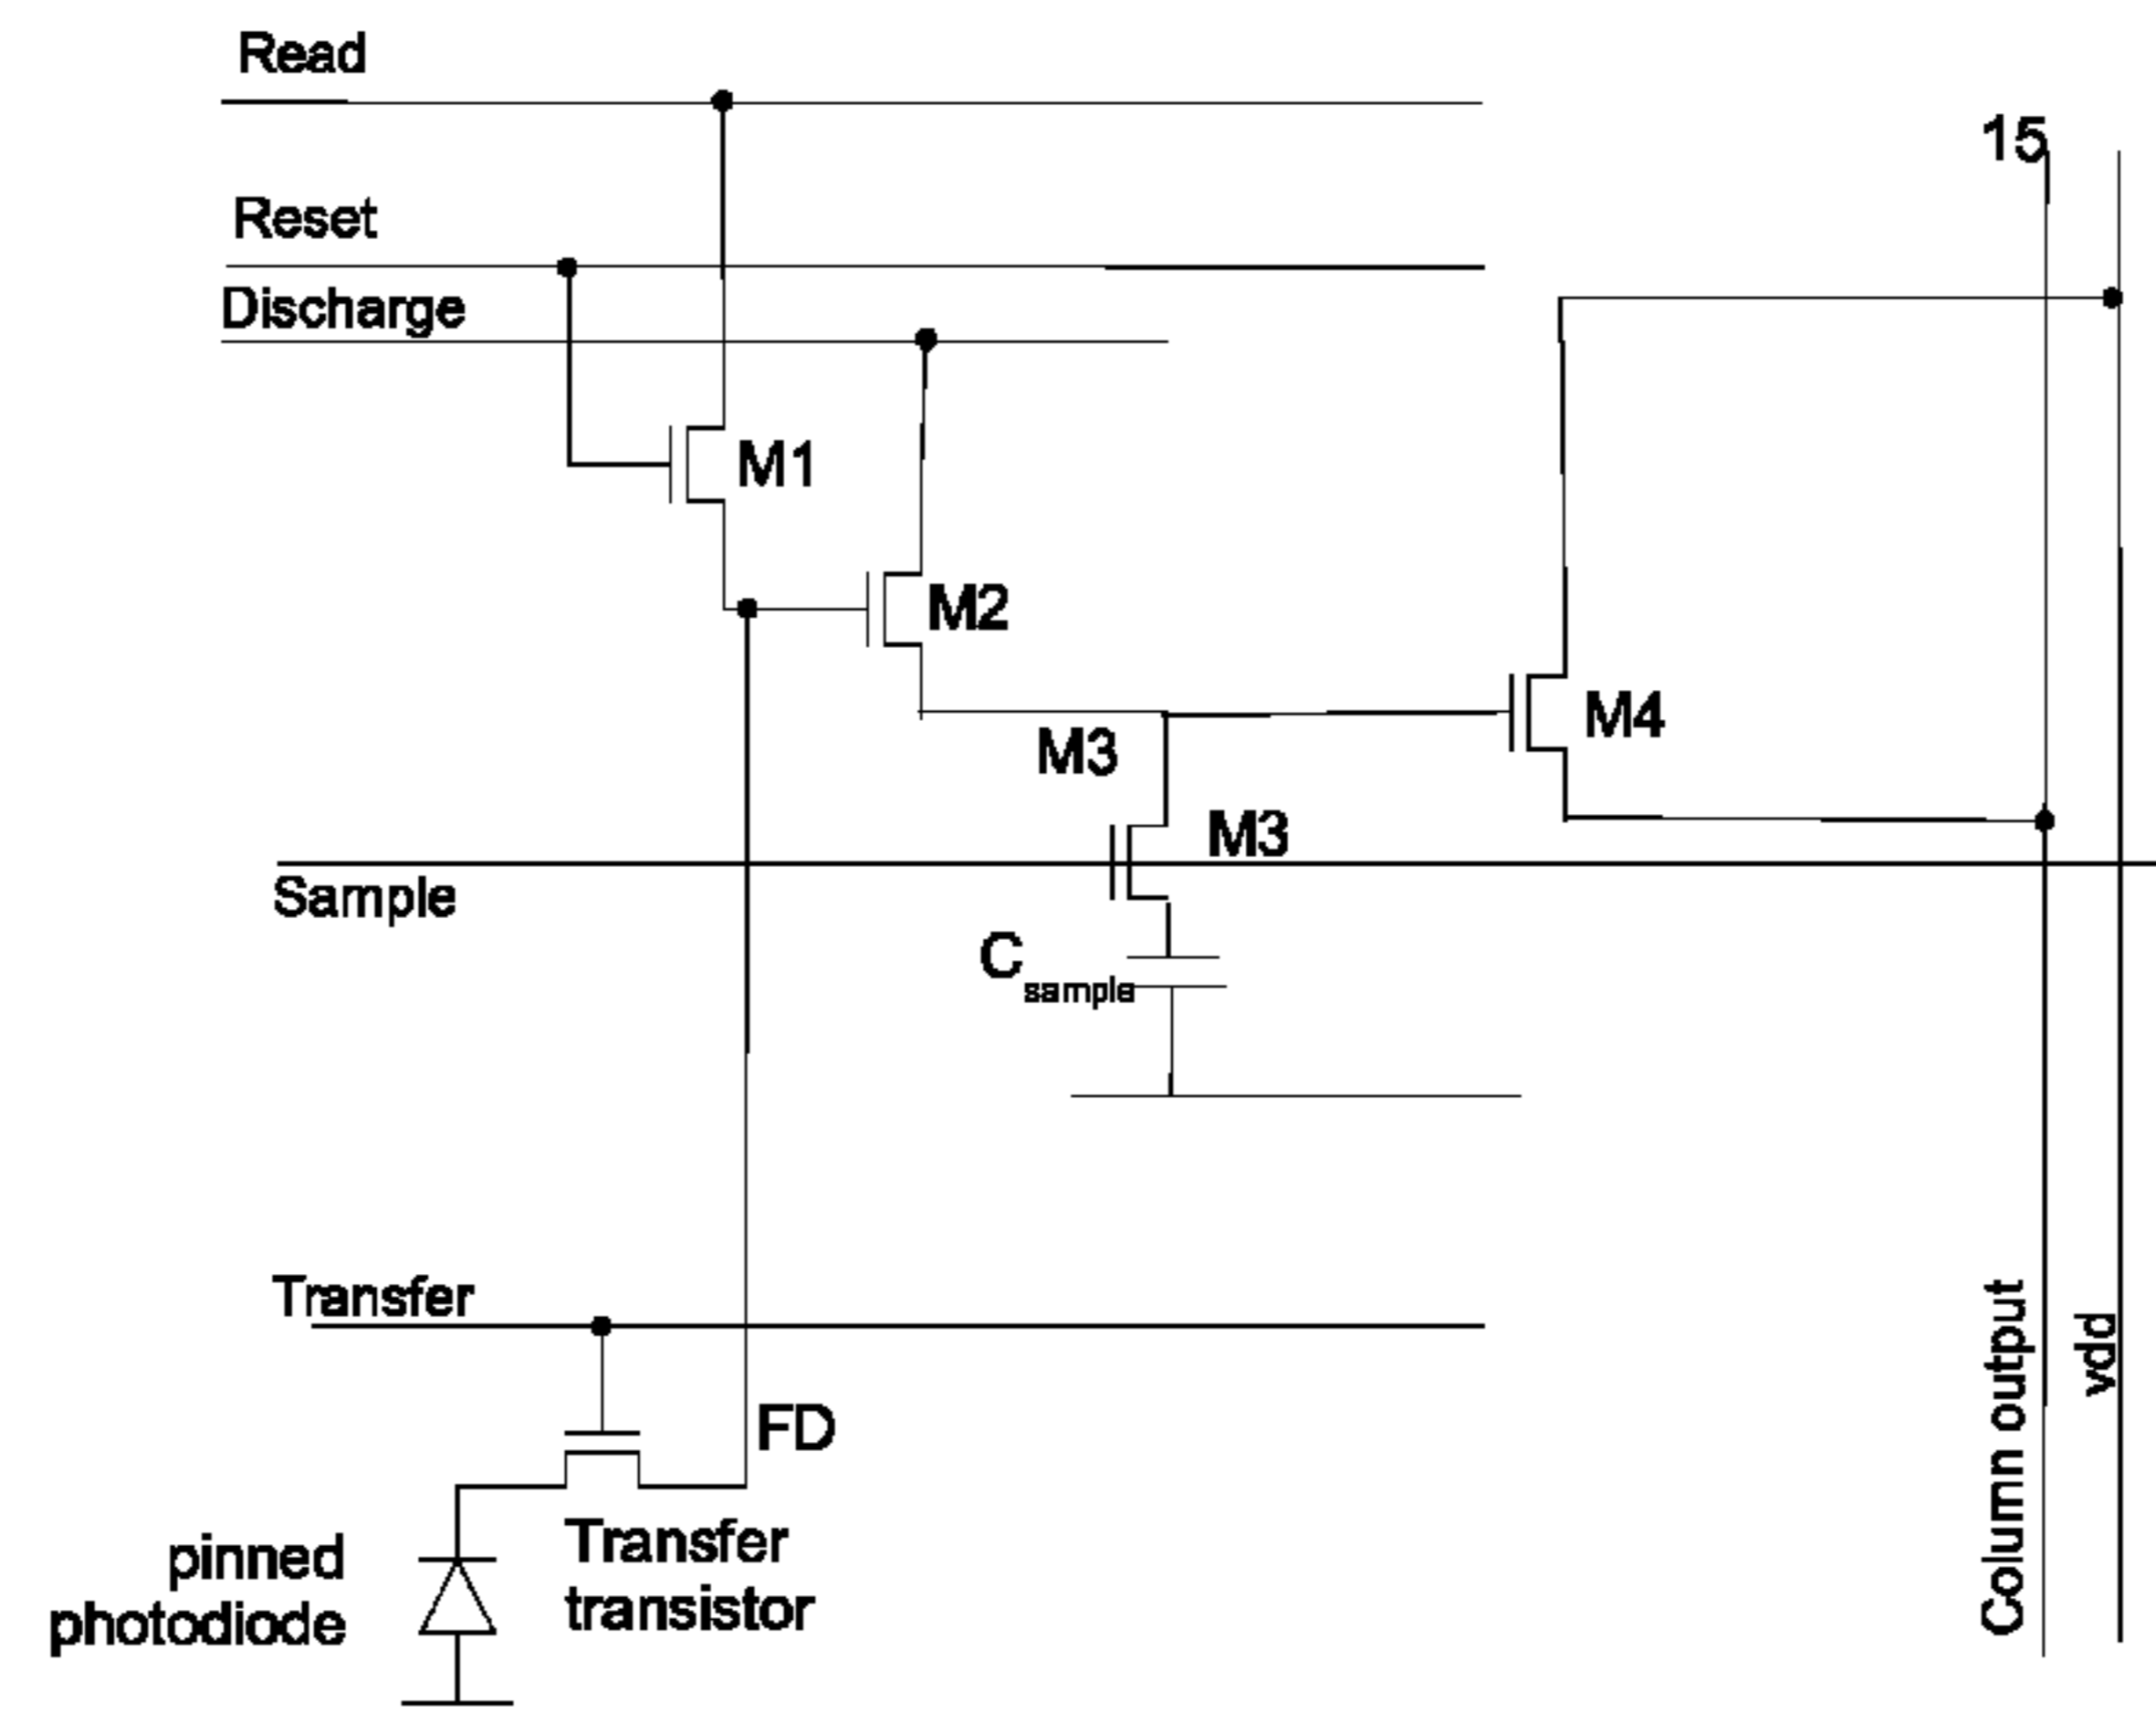 Read
15
Reset
Discharge
M1
M2
M4
M3
M3
Sample
Csample
Transfer
FD
Column output
vdd
Transfer
transistor
pinned
photodiode